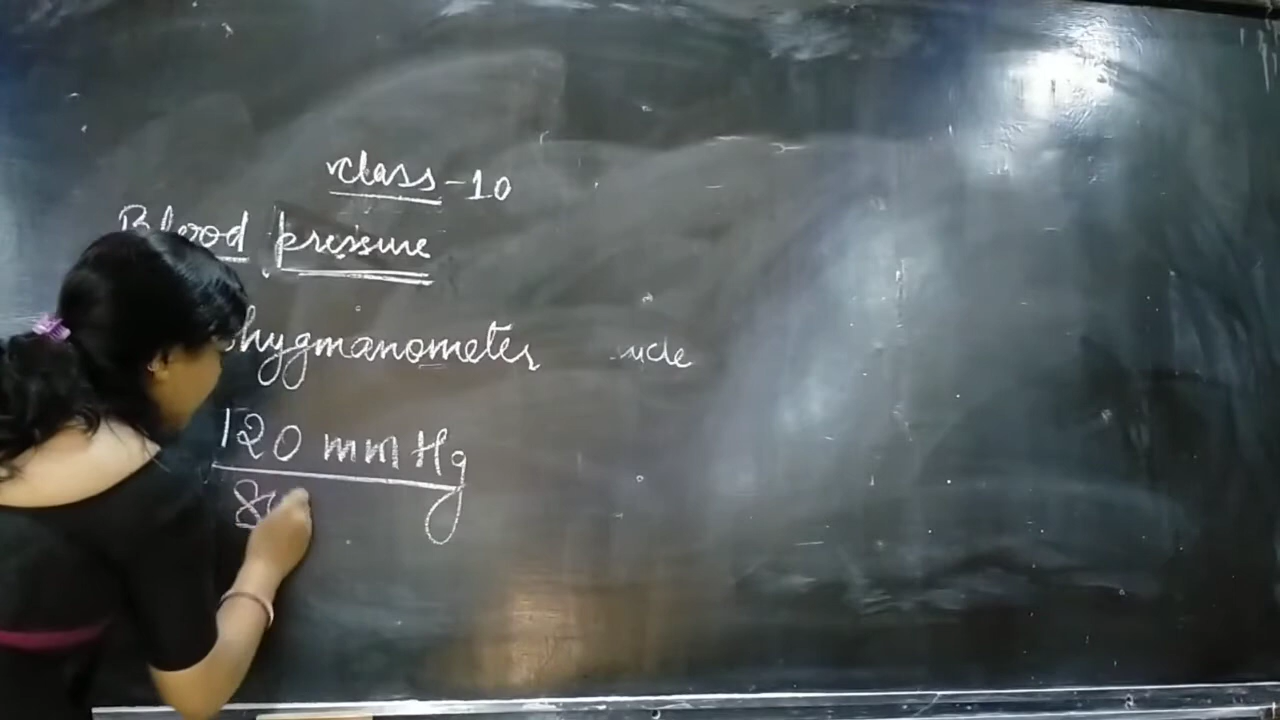 Class-10
Blood pressure
hygmanometer
120 mm Hg
80